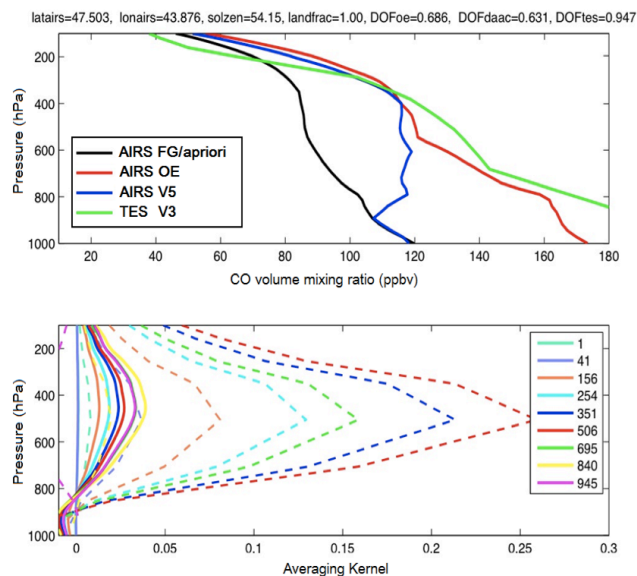 latairs=47.503, lonairs=43.876, solzen=54.15, landfrac=1.00, DOFoe=0.686, DOFdaac=0.631, DOFtes=0.947
Pressure (hPa)
200
400
600
800
1000
AIRS FG/apriori
AIRS OE
AIRS V5
TES V3
20 40 60 80 100 120 140 160 180
CO volume mixing ratio (ppbv)
Pressure (hPa)
200
400
600
800
1000
1
41
156
254
351
506
695
840
945
0 0.05 0.1 0.15 0.2 0.25 0.3
Averaging Kernel